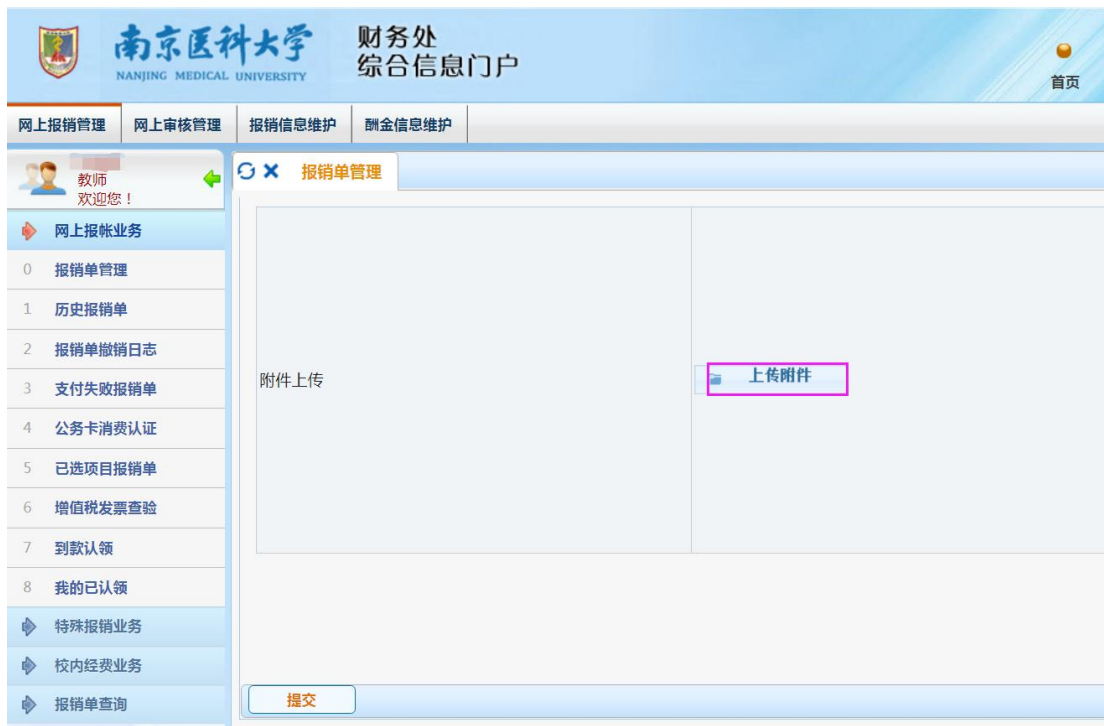 南京医科大学
NANJING MEDICAL UNIVERSITY
财务处
综合信息门户
首页
网上报销管理 网上审核管理 报销信息维护 酬金信息维护
教师
欢迎您！
报销单管理
网上报帐业务
0 报销单管理
1 历史报销单
2 报销单撤销日志
3 支付失败报销单
4 公务卡消费认证
5 已选项目报销单
6 增值税发票查验
7 到款认领
8 我的已认领
特殊报销业务
校内经费业务
报销单查询
附件上传
上传附件
提交